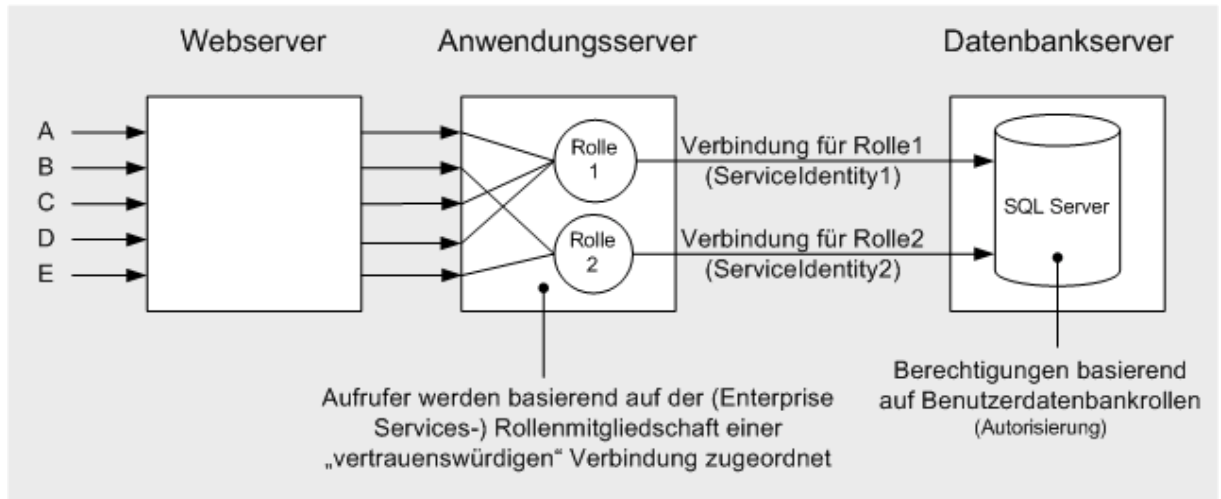 Webserver
Anwendungsserver
Datenbankserver
A
B
C
D
E
Rolle
1
Rolle
2
Verbindung für Rolle1
(ServiceIdentity1)
Verbindung für Rolle2
(ServiceIdentity2)
SQL Server
Aufrufer werden basierend auf der (Enterprise
Services-) Rollenmitgliedschaft einer
„vertrauenswürdigen“ Verbindung zugeordnet
Berechtigungen basierend
auf Benutzerdatenbankrollen
(Autorisierung)